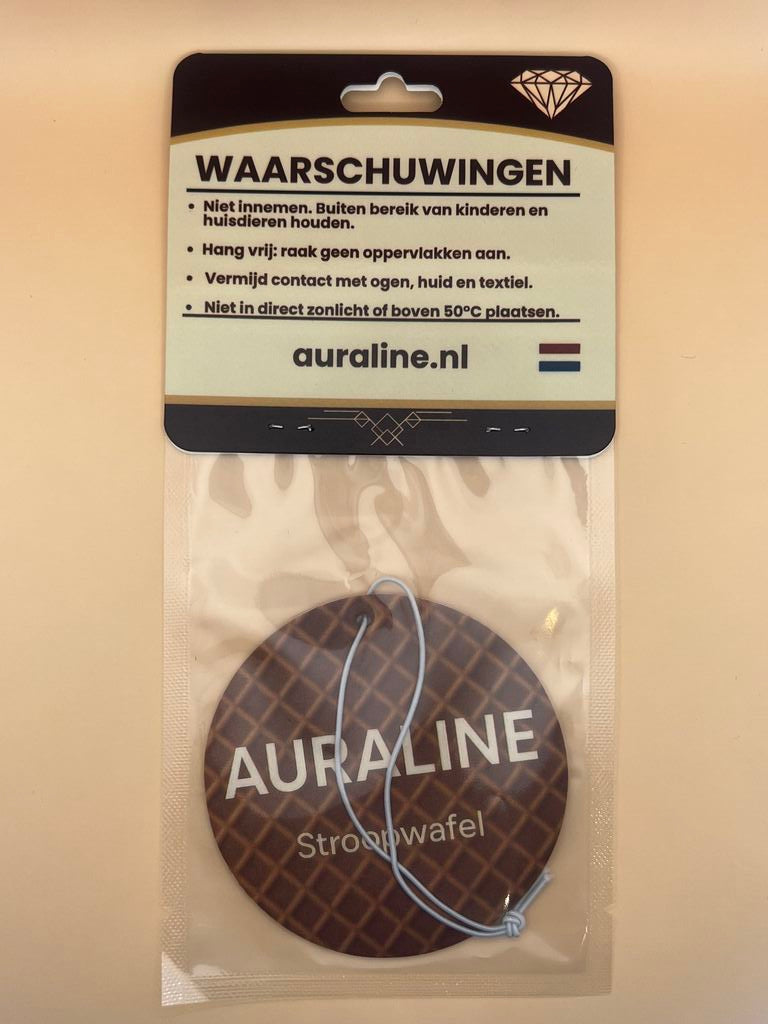 WAARSCHUWINGEN
• Niet innemen. Buiten bereik van kinderen en
huisdieren houden.
• Hang vrij: raak geen oppervlakken aan.
• Vermijd contact met ogen, huid en textiel.
• Niet in direct zonlicht of boven 50°C plaatsen.
auraline.nl
AURALINE
Stroopwafel